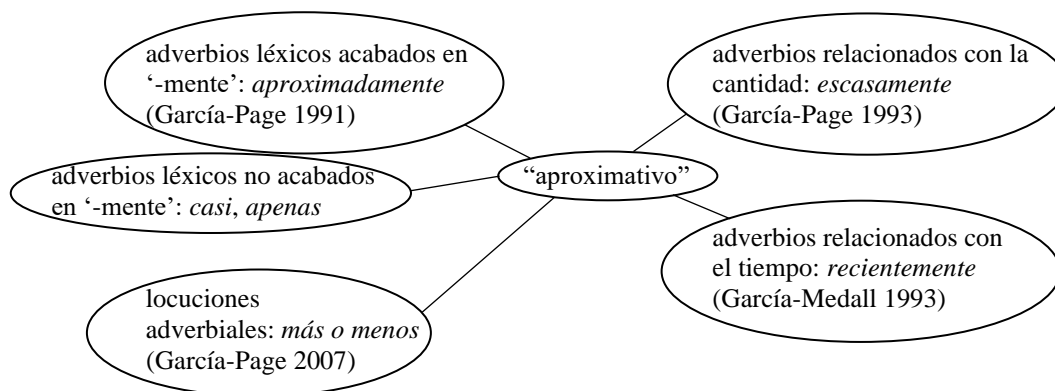 adverbios léxicos acabados en
‘-mente’: aproximadamente
(García-Page 1991)
adverbios relacionados con la
cantidad: escasamente
(García-Page 1993)
adverbios léxicos no acabados
en ‘-mente’: casi, apenas
“aproximativo”
adverbios relacionados con
el tiempo: recientemente
(García-Medall 1993)
locuciones
adverbiales: más o menos
(García-Page 2007)